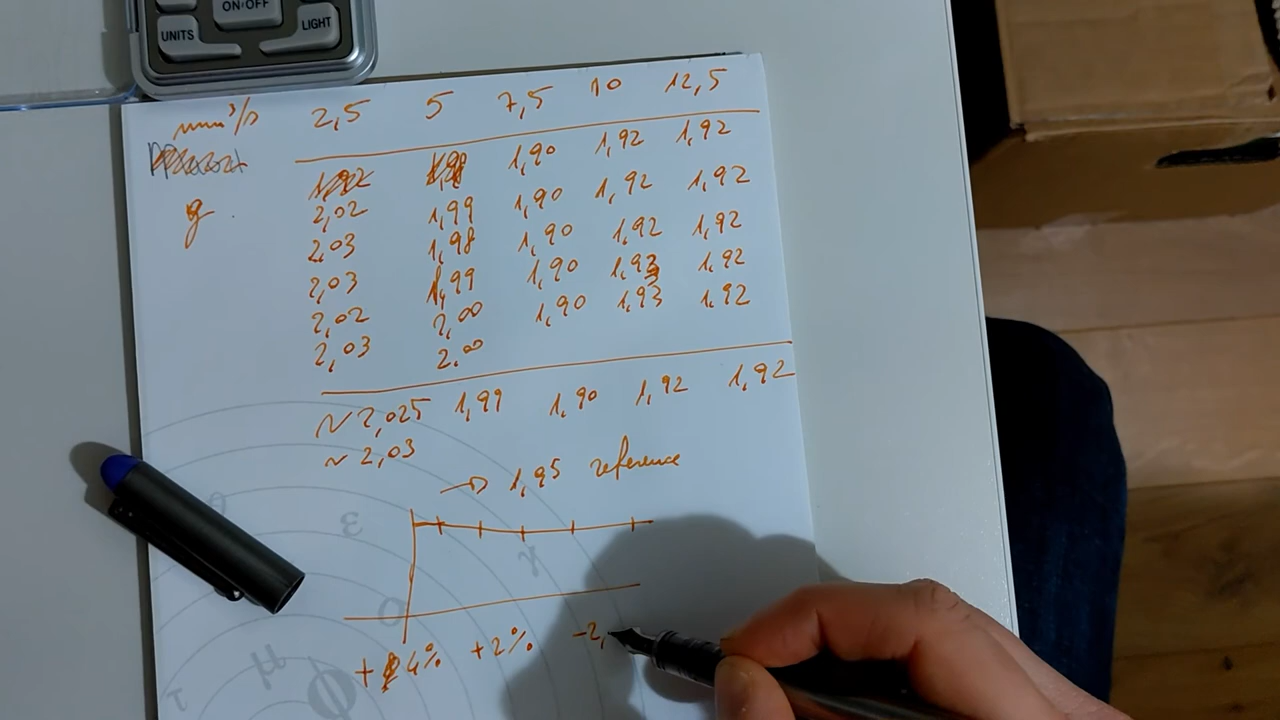 ON·OFF
UNITS
LIGHT
mm³/s 2,5 5 7,5 10 12,5
1,90 1,92 1,92
g. 2,02 1,99 1,90 1,92 1,92
2,03 1,98 1,90 1,92 1,92
2,03 1,99 1,90 1,93 1,92
2,02 2,00 1,90 1,93 1,92
2,03 2,00
~2,025 1,99 1,90 1,92 1,92
~2,03
→ 1,95 reference
+4% +2% -2,
ε
γ
ο
μ
φ
τ